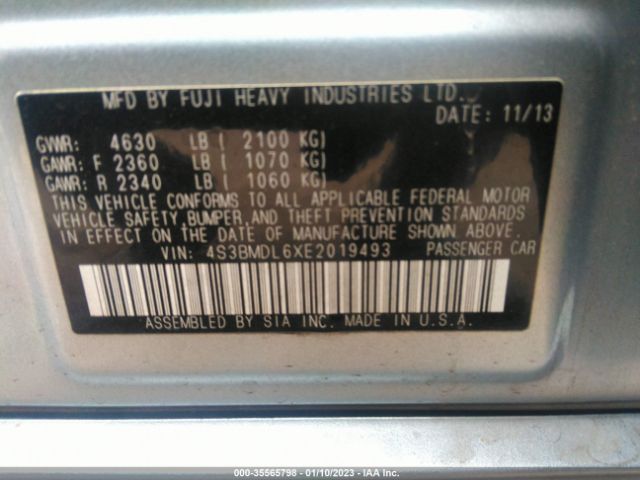 MFD BY FUJI HEAVY INDUSTRIES LTD.
DATE: 11/13
GVWR: 4630 LB ( 2100 KG)
GAWR: F 2360 LB ( 1070 KG)
GAWR: R 2340 LB ( 1060 KG)
THIS VEHICLE CONFORMS TO ALL APPLICABLE FEDERAL MOTOR
VEHICLE SAFETY, BUMPER, AND THEFT PREVENTION STANDARDS
IN EFFECT ON THE DATE OF MANUFACTURE SHOWN ABOVE.
VIN: 4S3BMDL6XE2019493 PASSENGER CAR
ASSEMBLED BY SIA INC. MADE IN U.S.A.
000-35565798 - 01/10/2023 - IAA Inc.